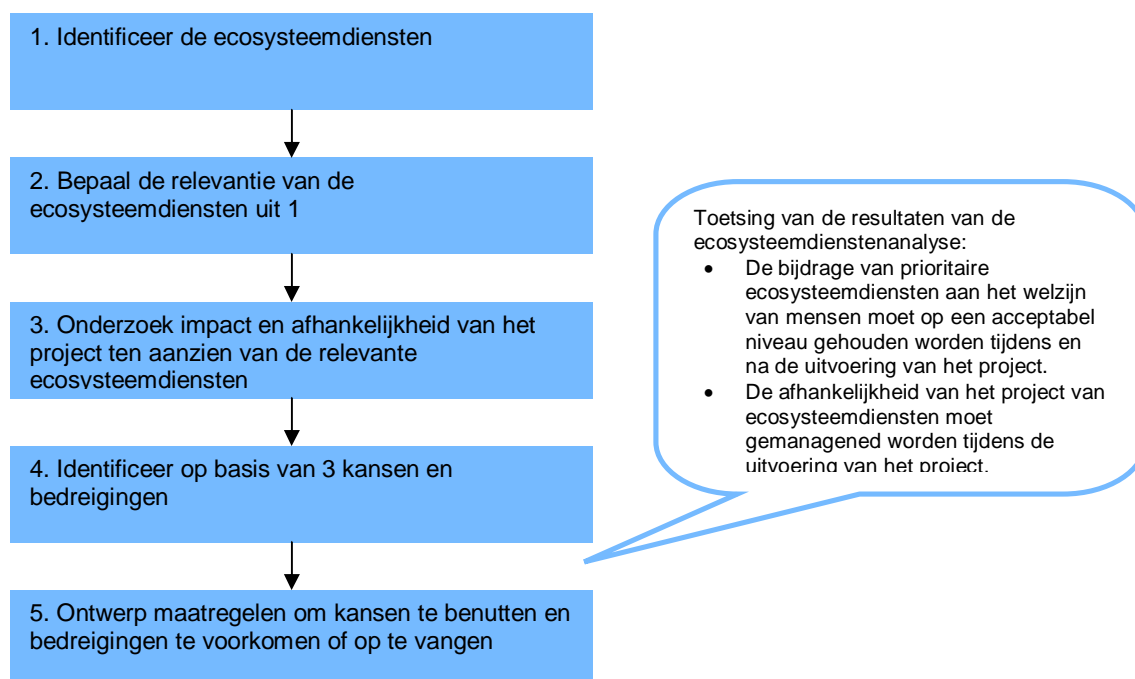 1. Identificeer de ecosysteemdiensten
2. Bepaal de relevantie van de
ecosysteemdiensten uit 1
3. Onderzoek impact en afhankelijkheid van het
project ten aanzien van de relevante
ecosysteemdiensten
4. Identificeer op basis van 3 kansen en
bedreigingen
5. Ontwerp maatregelen om kansen te benutten en
bedreigingen te voorkomen of op te vangen
Toetsing van de resultaten van de
ecosysteemdienstenanalyse:
• De bijdrage van prioritaire
ecosysteemdiensten aan het welzijn
van mensen moet op een acceptabel
niveau gehouden worden tijdens en
na de uitvoering van het project.
• De afhankelijkheid van het project van
ecosysteemdiensten moet
gemanagened worden tijdens de
uitvoering van het project.